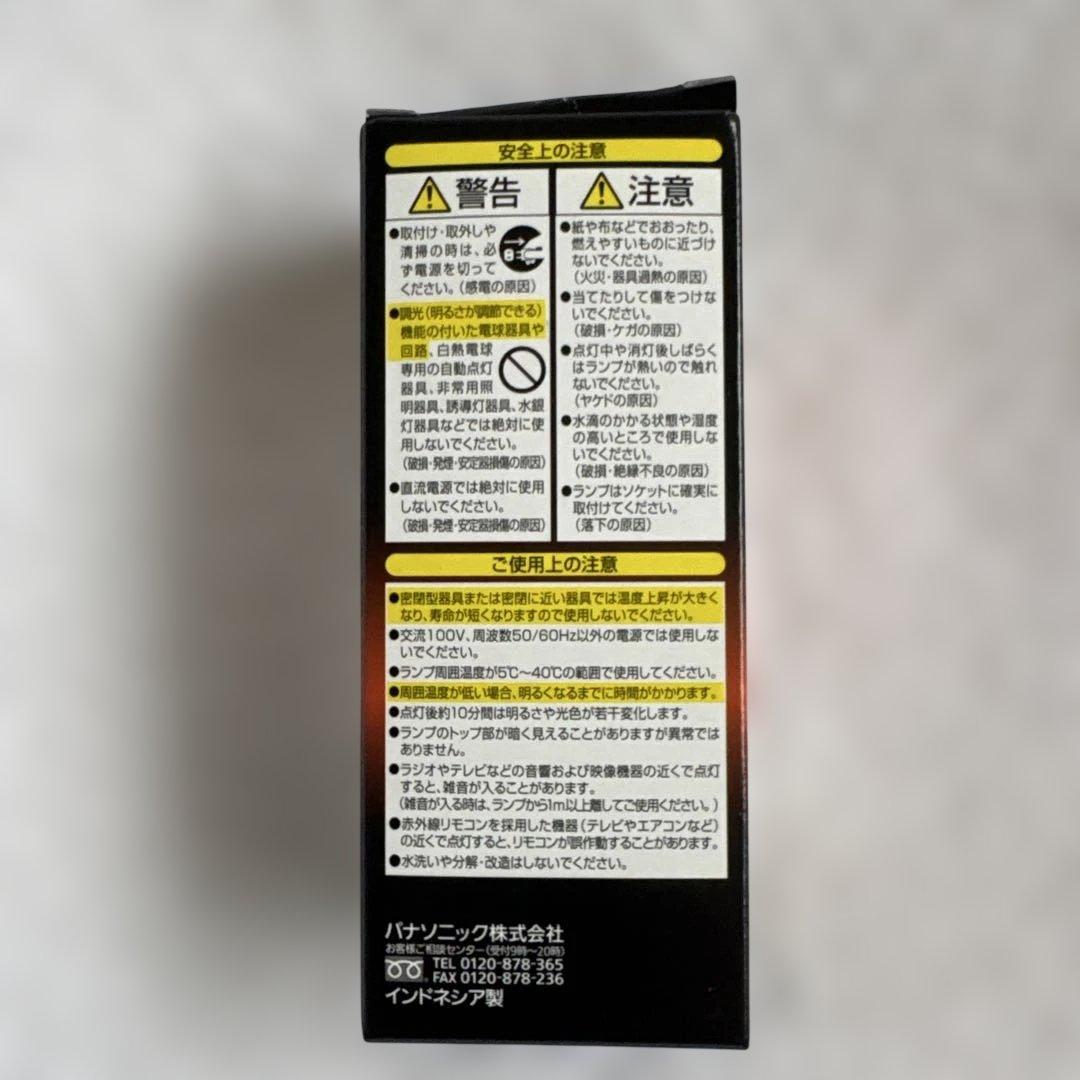 安全上の注意
警告
●取付け・取外しや
清掃の時は、必
ず電源を切って
ください。(感電の原因)
●調光(明るさが調節できる)
機能の付いた電球器具や
回路、白熱電球
専用の自動点灯
器具、非常用照
明器具、誘導灯器具、水銀
灯器具などでは絶対に使
用しないでください。
(破損・発煙・安定器損傷の原因)
●直流電源では絶対に使用
しないでください。
(破損・発煙・安定器損傷の原因)
注意
●紙や布などでおおったり、
燃えやすいものに近づけ
ないでください。
(火災・器具過熱の原因)
●当てたりして傷をつけな
いでください。
(破損・ケガの原因)
●点灯中や消灯後しばらく
はランプが熱いので触れ
ないでください。
(ヤケドの原因)
●水滴のかかる状態や湿度
の高いところで使用しな
いでください。
(破損・絶縁不良の原因)
●ランプはソケットに確実に
取付けてください。
(落下の原因)
ご使用上の注意
●密閉型器具または密閉に近い器具では温度上昇が大きく
なり、寿命が短くなりますので使用しないでください。
●交流100V、周波数50/60Hz以外の電源では使用しな
いでください。
●ランプ周囲温度が5℃〜40℃の範囲で使用してください。
●周囲温度が低い場合、明るくなるまでに時間がかかります。
●点灯後約10分間は明るさや光色が若干変化します。
●ランプのトップ部が暗く見えることがありますが異常では
ありません。
●ラジオやテレビなどの音響および映像機器の近くで点灯
すると、雑音が入ることがあります。
(雑音が入る時は、ランプから1m以上離してご使用ください。)
●赤外線リモコンを採用した機器(テレビやエアコンなど)
の近くで点灯すると、リモコンが誤作動することがあります。
●水洗いや分解・改造はしないでください。
パナソニック株式会社
お客様ご相談センター(受付9時〜20時)
TEL 0120-878-365
FAX 0120-878-236
インドネシア製